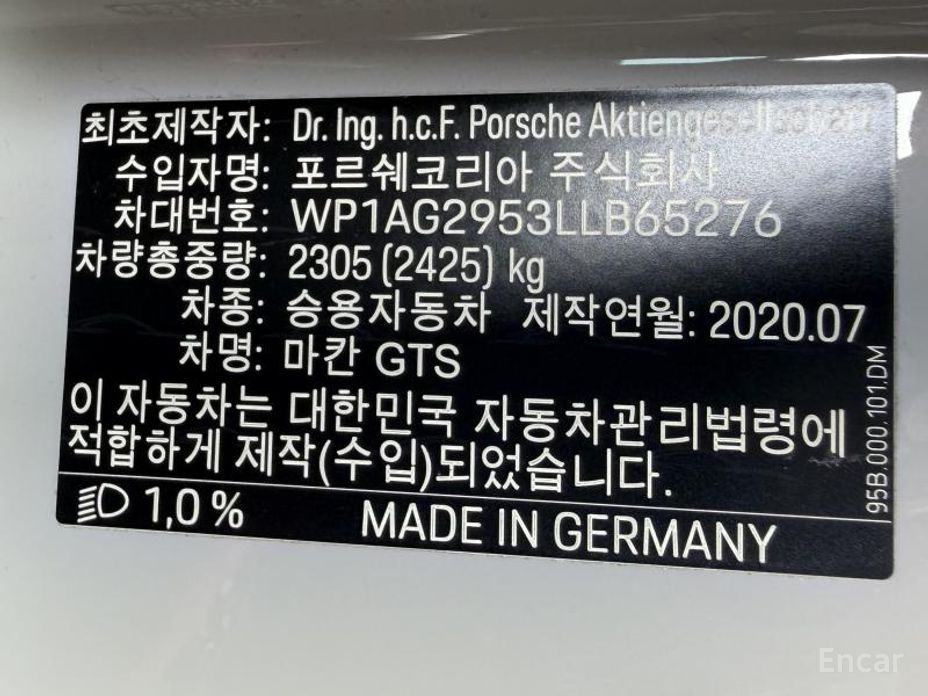 최초제작자: Dr. Ing. h.c.F. Porsche Aktiengesellschaft
수입자명: 포르쉐코리아 주식회사
차대번호: WP1AG2953LLB65276
차량총중량: 2305 (2425) kg
차종: 승용자동차 제작연월: 2020.07
차명: 마칸 GTS
이 자동차는 대한민국 자동차관리법령에
적합하게 제작(수입)되었습니다.
95B.000.101.DM
1,0 % MADE IN GERMANY
Encar